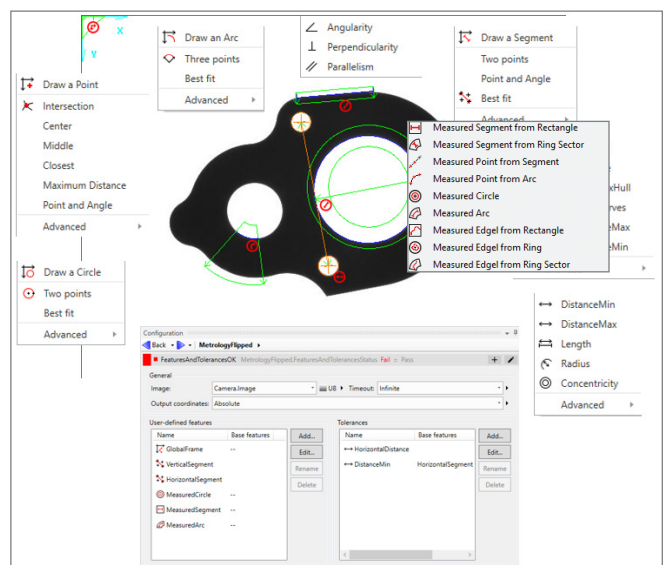 x
y
Draw a Point
Intersection
Center
Middle
Closest
Maximum Distance
Point and Angle
Advanced
Draw an Arc
Three points
Best fit
Advanced
Angularity
Perpendicularity
Parallelism
Draw a Segment
Two points
Point and Angle
Best fit
Advanced
Measured Segment from Rectangle
Measured Segment from Ring Sector
Measured Point from Segment
Measured Point from Arc
Measured Circle
Measured Arc
Measured Edgel from Rectangle
Measured Edgel from Ring
Measured Edgel from Ring Sector
Draw a Circle
Two points
Best fit
Advanced
DistanceMin
DistanceMax
Length
Radius
Concentricity
Advanced
Configuration
Back MetrologyFlipped
FeaturesAndTolerancesOK MetrologyFlipped.FeaturesAndTolerancesStatus Fail > Pass
General
Image: Camera.Image U8 Timeout: Infinite
Output coordinates: Absolute
User-defined features
Name Base features
GlobalFrame --
VerticalSegment
HorizontalSegment
MeasuredCircle --
MeasuredSegment --
MeasuredArc --
Add...
Edit...
Rename
Delete
Tolerances
Name Base features
HorizontalDistance
DistanceMin HorizontalSegment
Add...
Edit...
Rename
Delete